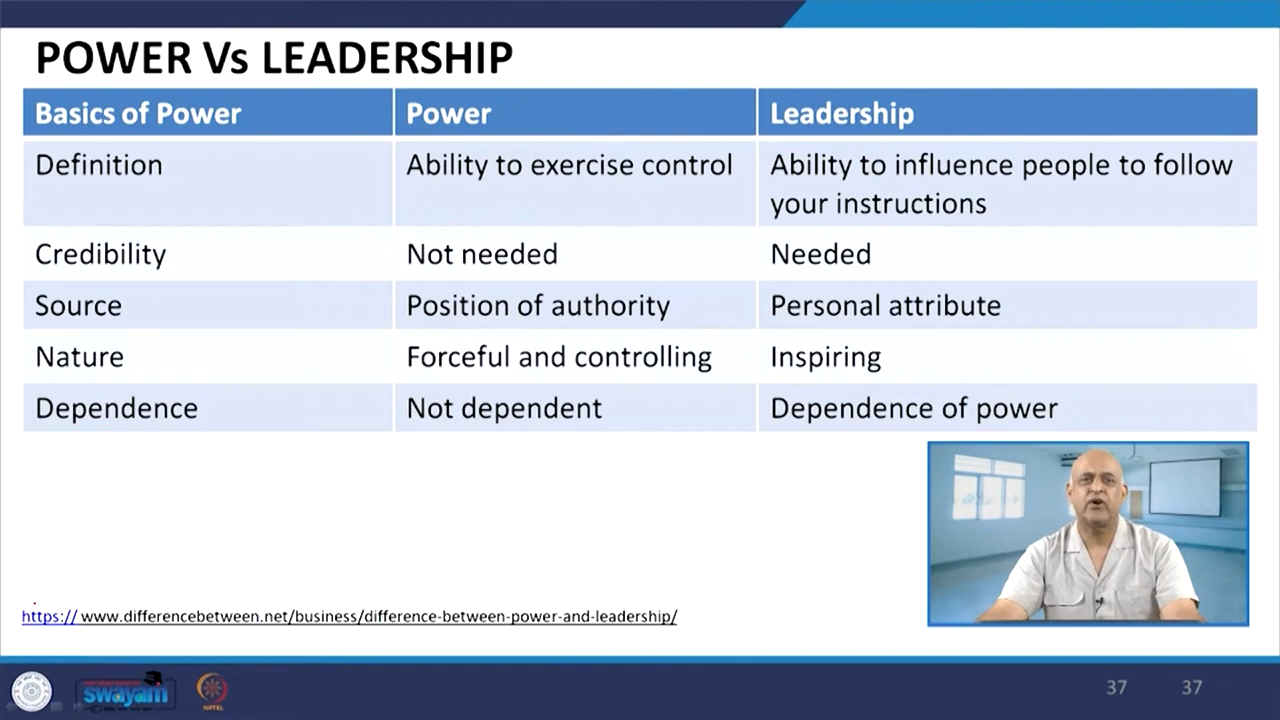 POWER Vs LEADERSHIP
Basics of Power Power Leadership
Definition Ability to exercise control Ability to influence people to follow
your instructions
Credibility Not needed Needed
Source Position of authority Personal attribute
Nature Forceful and controlling Inspiring
Dependence Not dependent Dependence of power
https:// www.differencebetween.net/business/difference-between-power-and-leadership/
swayam
NPTEL
37 37